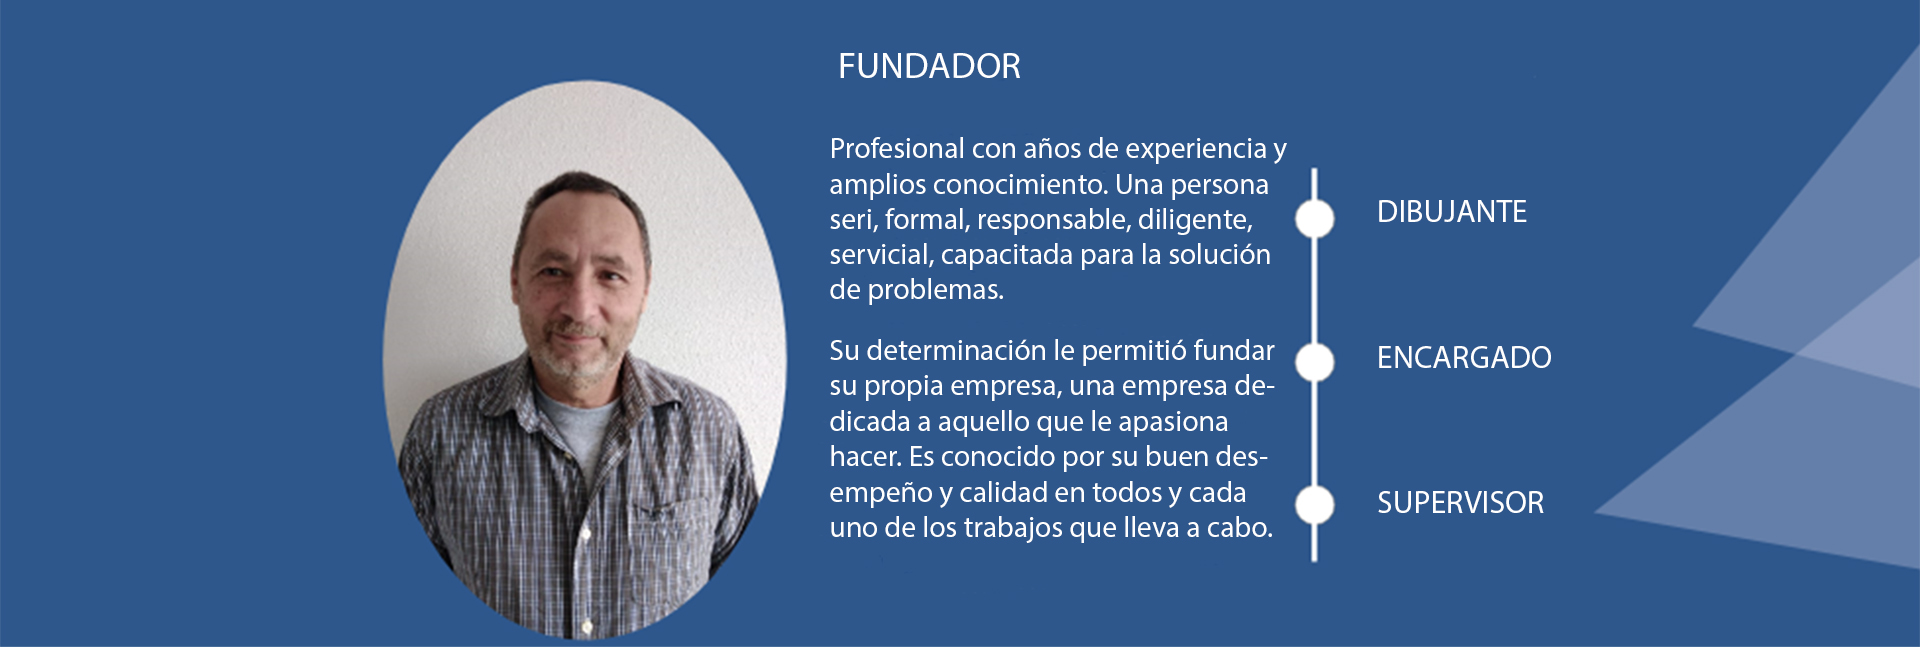 FUNDADOR
Profesional con años de experiencia y
amplios conocimiento. Una persona
seri, formal, responsable, diligente,
servicial, capacitada para la solución
de problemas.
Su determinación le permitió fundar
su propia empresa, una empresa de-
dicada a aquello que le apasiona
hacer. Es conocido por su buen des-
empeño y calidad en todos y cada
uno de los trabajos que lleva a cabo.
DIBUJANTE
ENCARGADO
SUPERVISOR